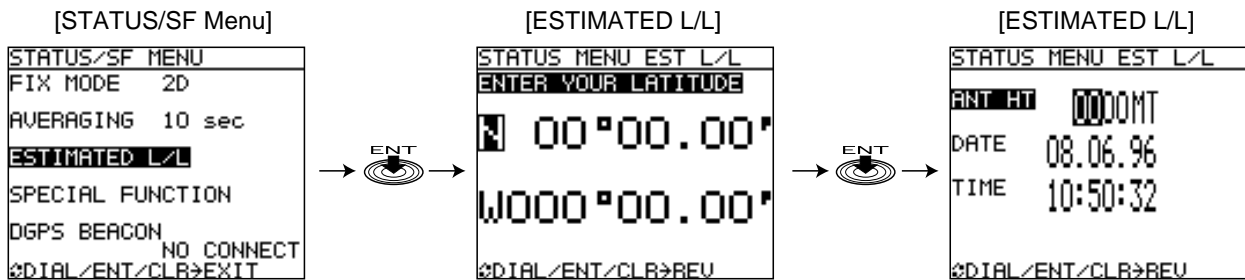 [STATUS/SF Menu]
STATUS/SF MENU
FIX MODE 2D
AVERAGING 10 sec
ESTIMATED L/L
SPECIAL FUNCTION
DGPS BEACON
NO CONNECT
DIAL/ENT/CLR→EXIT
ENT
[ESTIMATED L/L]
STATUS MENU EST L/L
ENTER YOUR LATITUDE
N 00°00.00'
W000°00.00'
DIAL/ENT/CLR→REV
ENT
[ESTIMATED L/L]
STATUS MENU EST L/L
ANT HT 0000MT
DATE 08.06.96
TIME 10:50:32
DIAL/ENT/CLR→REV